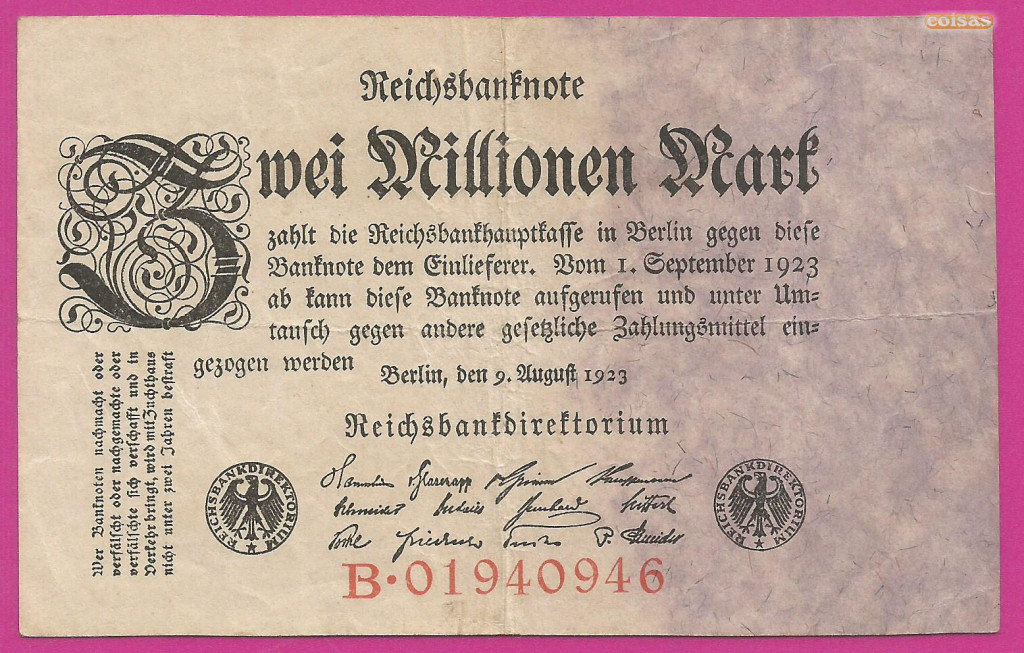 coisas
Reichsbanknote
Zwei Millionen Mark
zahlt die Reichsbankhauptkasse in Berlin gegen diese
Banknote dem Einlieferer. Vom 1. September 1923
ab kann diese Banknote aufgerufen und unter Um=
tausch gegen andere gesetzliche Zahlungsmittel ein=
gezogen werden
Berlin, den 9. August 1923
Reichsbankdirektorium
Wer Banknoten nachmacht oder
verfälscht oder nachgemachte oder
verfälschte sich verschafft und in
Verkehr bringt, wird mit Zuchthaus
nicht unter zwei Jahren bestraft
REICHSBANKDIREKTORIUM
REICHSBANKDIREKTORIUM
B·01940946